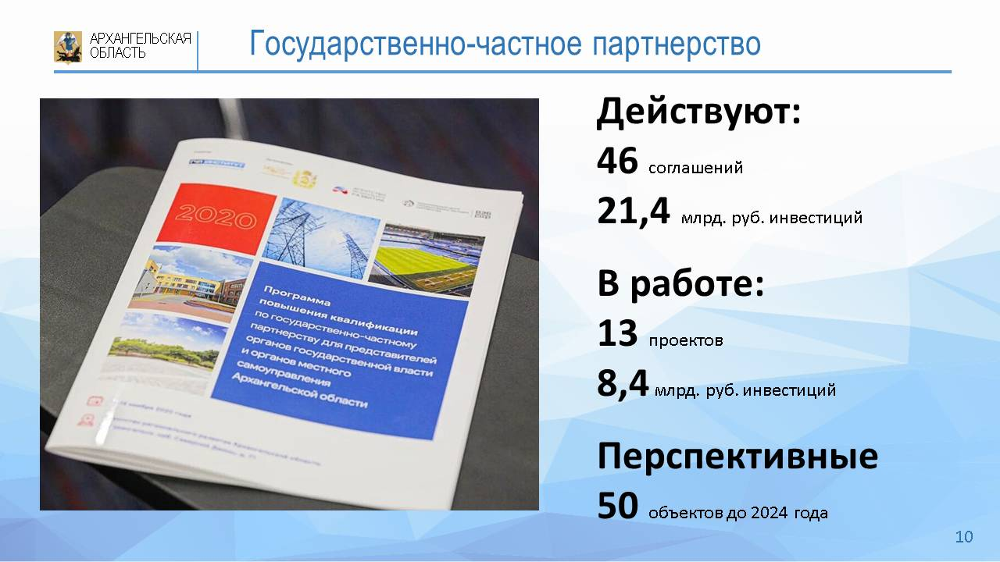 АРХАНГЕЛЬСКАЯ
ОБЛАСТЬ
Государственно-частное партнерство
2020
Программа
повышения квалификации
по государственно-частному
партнерству для представителей
органов государственной власти
и органов местного
самоуправления
Архангельской области
Действуют:
46 соглашений
21,4 млрд. руб. инвестиций
В работе:
13 проектов
8,4 млрд. руб. инвестиций
Перспективные
50 объектов до 2024 года
10